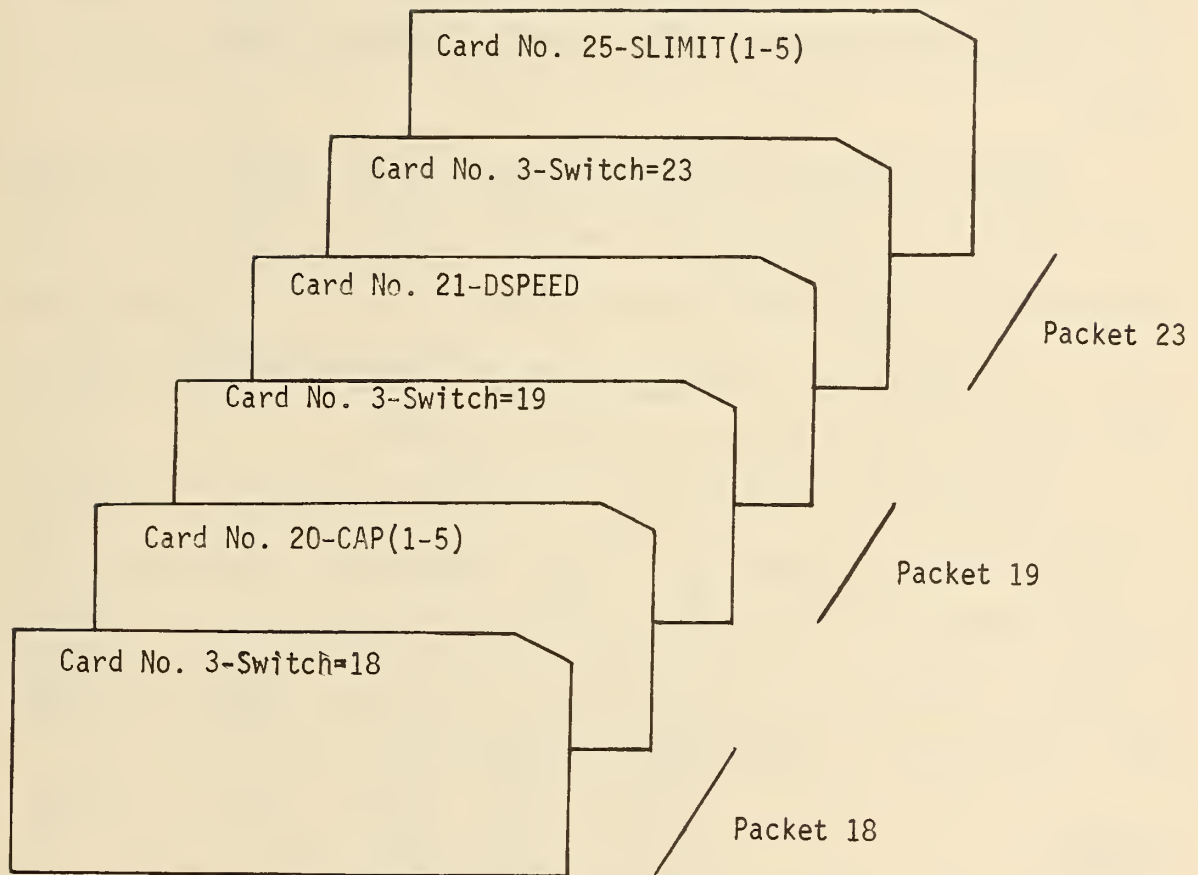 Card No. 25-SLIMIT(1-5)
Card No. 3-Switch=23
Card No. 21-DSPEED
Packet 23
Card No. 3-Switch=19
Card No. 20-CAP(1-5)
Packet 19
Card No. 3-Switch=18
Packet 18